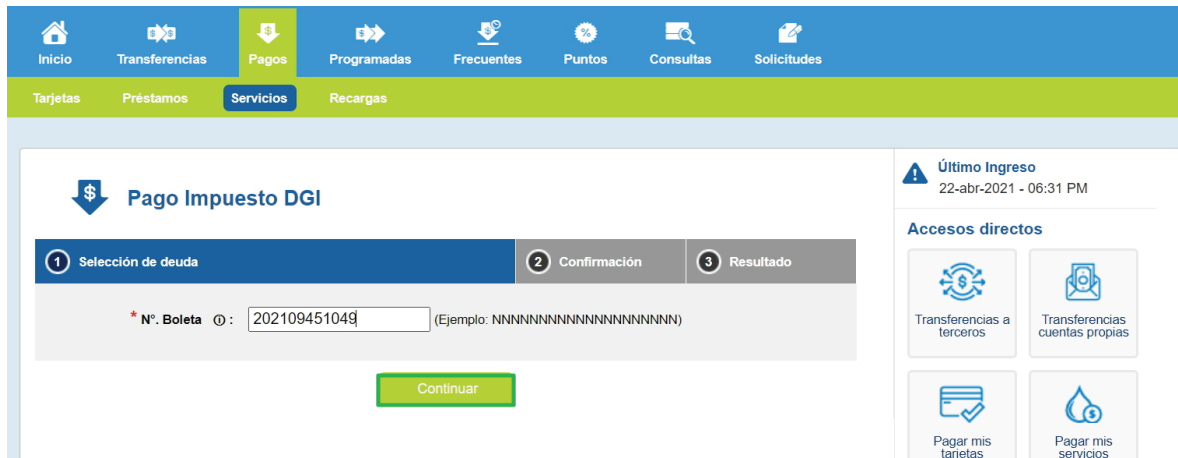 Inicio Transferencias Pagos Programadas Frecuentes Puntos Consultas Solicitudes
Tarjetas Préstamos Servicios Recargas
Pago Impuesto DGI
1 Selección de deuda 2 Confirmación 3 Resultado
* Nº. Boleta : 202109451049 (Ejemplo: NNNNNNNNNNNNNNNNNNNN)
Continuar
Último Ingreso
22-abr-2021 - 06:31 PM
Accesos directos
Transferencias a
terceros
Transferencias
cuentas propias
Pagar mis
tarjetas
Pagar mis
servicios